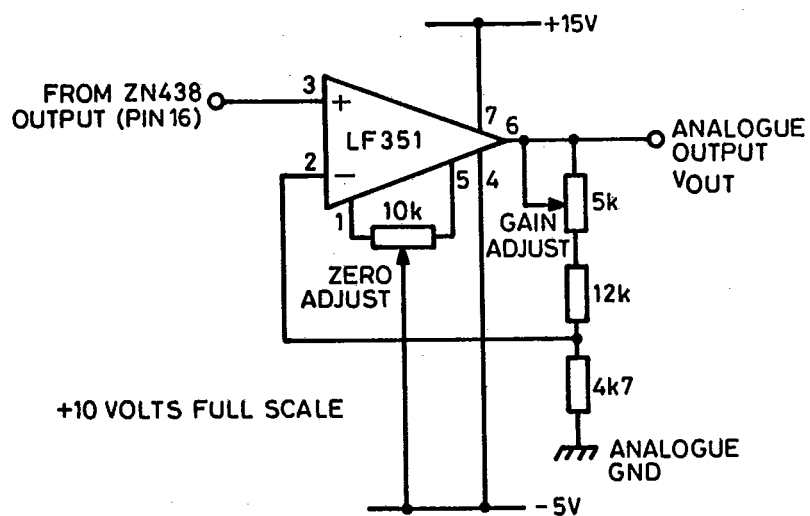 +15V
FROM ZN438
OUTPUT (PIN 16)
3
+
7
6
LF351
ANALOGUE
OUTPUT
VOUT
2
−
5
4
1
10k
5k
GAIN
ADJUST
ZERO
ADJUST
12k
4k7
+10 VOLTS FULL SCALE
ANALOGUE
GND
−5V